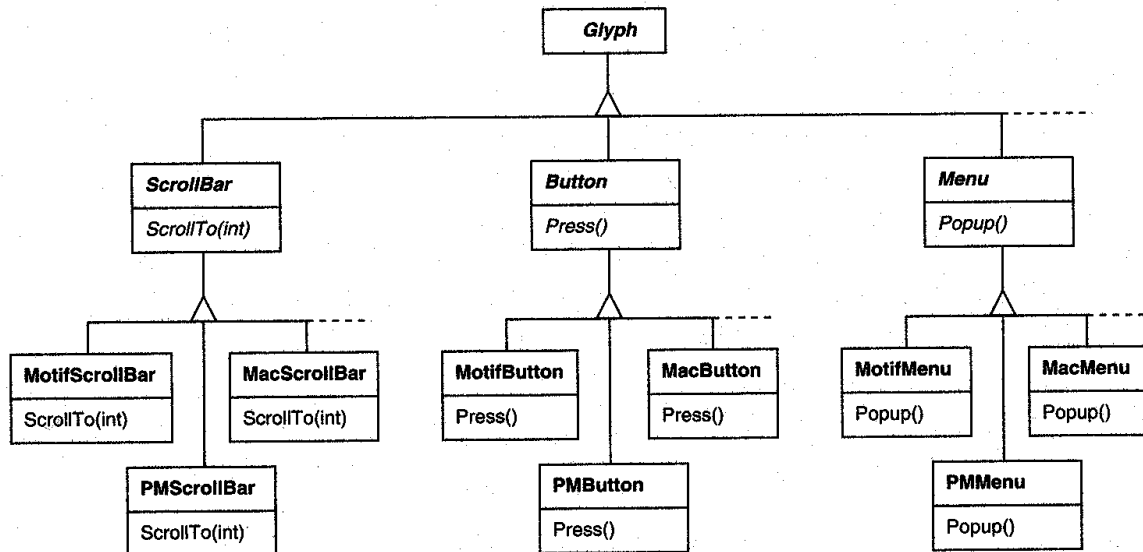 Glyph
ScrollBar
ScrollTo(int)
Button
Press()
Menu
Popup()
MotifScrollBar
ScrollTo(int)
MacScrollBar
ScrollTo(int)
PMScrollBar
ScrollTo(int)
MotifButton
Press()
MacButton
Press()
PMButton
Press()
MotifMenu
Popup()
MacMenu
Popup()
PMMenu
Popup()